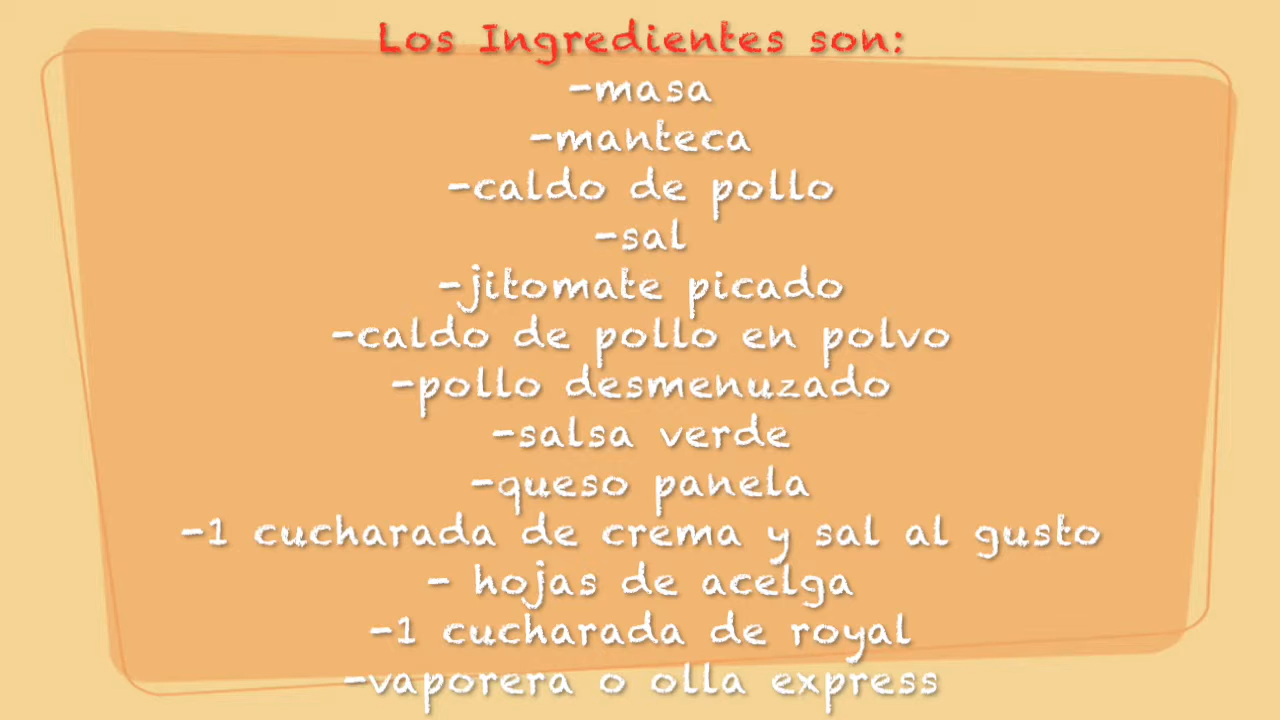 Los Ingredientes son:
-masa
-manteca
-caldo de pollo
-sal
-jitomate picado
-caldo de pollo en polvo
-pollo desmenuzado
-salsa verde
-queso panela
-1 cucharada de crema y sal al gusto
- hojas de acelga
-1 cucharada de royal
-vaporera o olla express